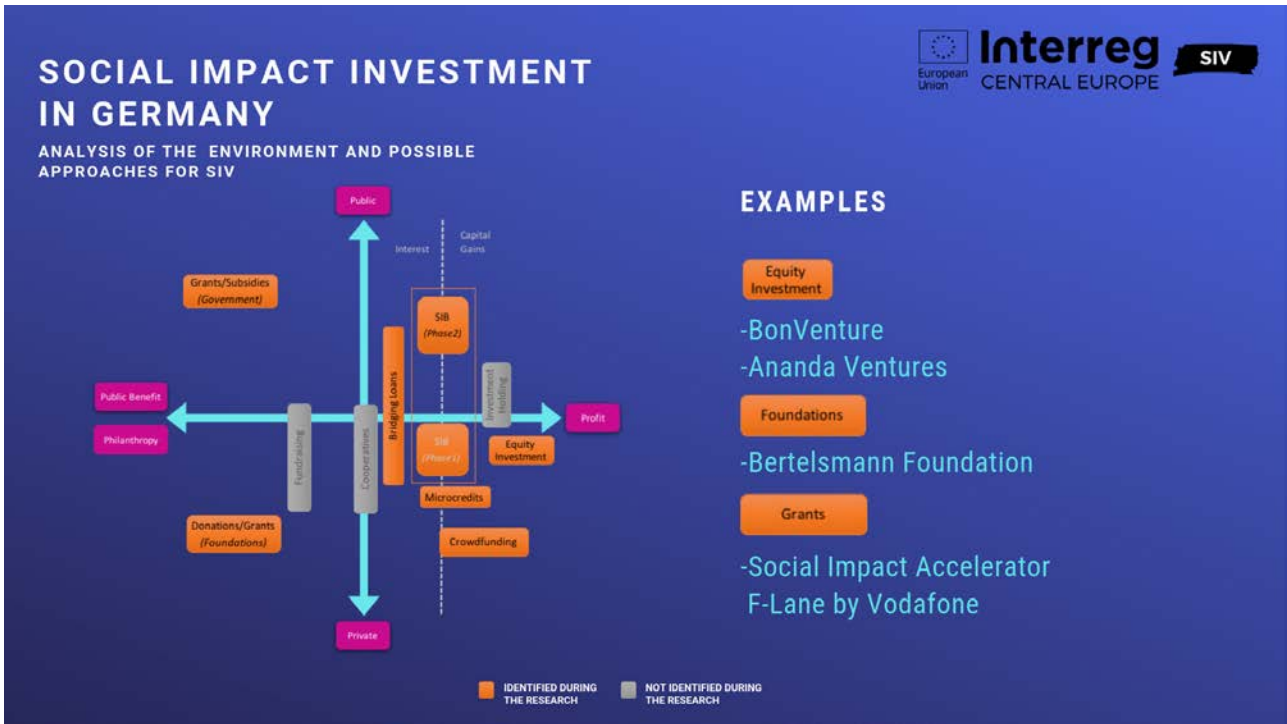 SOCIAL IMPACT INVESTMENT
IN GERMANY
ANALYSIS OF THE ENVIRONMENT AND POSSIBLE
APPROACHES FOR SIV
European
Union
Interreg
CENTRAL EUROPE
SIV
Public
Interest
Capital
Gains
Grants/Subsidies
(Government)
SIB
(Phase2)
Bridging Loans
Investment
Holding
Public Benefit
Philanthropy
Profit
Fundraising
Cooperatives
SIB
(Phase1)
Equity
Investment
Microcredits
Donations/Grants
(Foundations)
Crowdfunding
Private
EXAMPLES
Equity
Investment
-BonVenture
-Ananda Ventures
Foundations
-Bertelsmann Foundation
Grants
-Social Impact Accelerator
F-Lane by Vodafone
IDENTIFIED DURING
THE RESEARCH
NOT IDENTIFIED DURING
THE RESEARCH